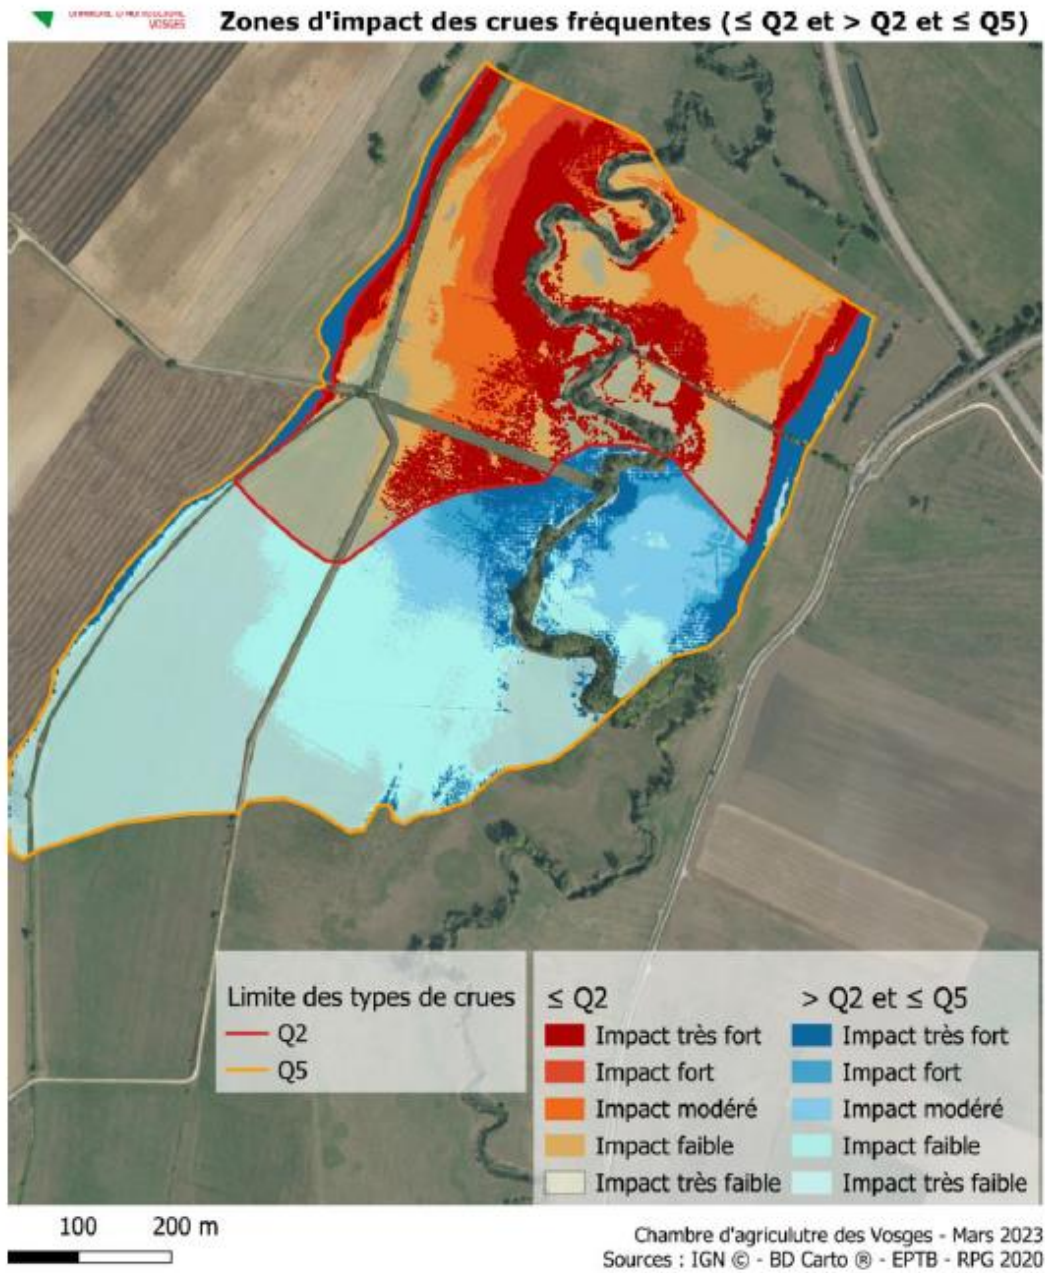 VOSGES
Zones d'impact des crues fréquentes (≤ Q2 et > Q2 et ≤ Q5)
Limite des types de crues
Q2
Q5
≤ Q2
Impact très fort
Impact fort
Impact modéré
Impact faible
Impact très faible
> Q2 et ≤ Q5
Impact très fort
Impact fort
Impact modéré
Impact faible
Impact très faible
100 200 m
Chambre d'agriculutre des Vosges - Mars 2023
Sources : IGN © - BD Carto ® - EPTB - RPG 2020